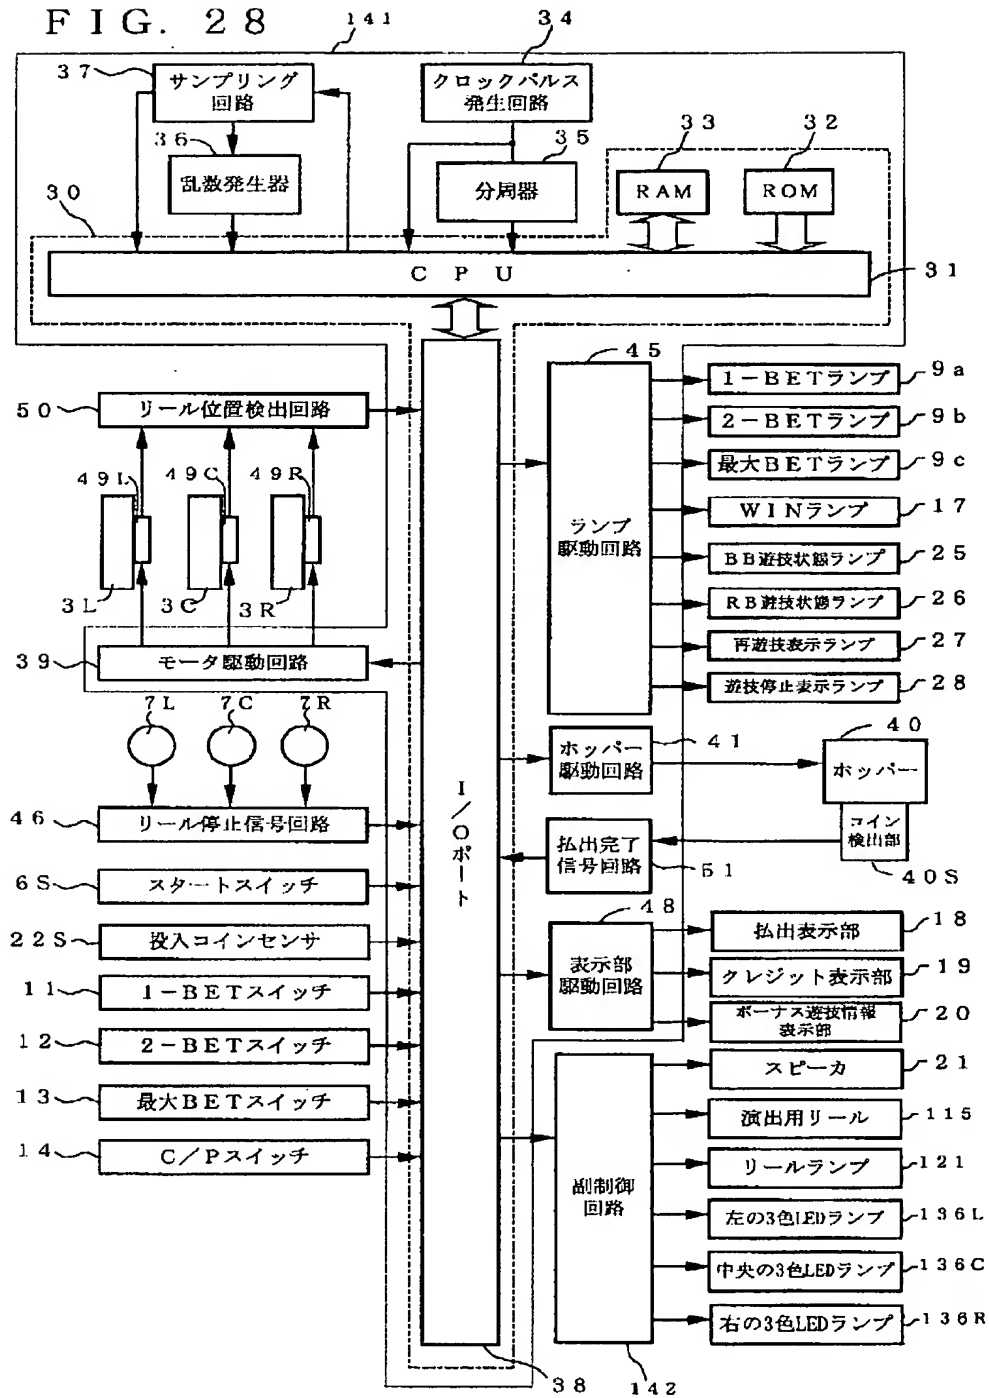 FIG. 28
141
34
37
サンプリング
回路
クロックパルス
発生回路
36
35
33
32
乱数発生器
分周器
RAM
ROM
30
CPU
31
45
50
リール位置検出回路
49L
49C
49R
3L
3C
3R
39
モータ駆動回路
7L
7C
7R
46
リール停止信号回路
6S
スタートスイッチ
22S
投入コインセンサ
11
1-BETスイッチ
12
2-BETスイッチ
13
最大BETスイッチ
14
C/Pスイッチ
I/Oポート
38
ランプ
駆動回路
1-BETランプ
9a
2-BETランプ
9b
最大BETランプ
9c
WINランプ
17
BB遊技状態ランプ
25
RB遊技状態ランプ
26
再遊技表示ランプ
27
遊技停止表示ランプ
28
ホッパー
駆動回路
41
40
ホッパー
コイン
検出部
40S
払出完了
信号回路
51
48
表示部
駆動回路
払出表示部
18
クレジット表示部
19
ボーナス遊技情報
表示部
20
副制御
回路
142
スピーカ
21
演出用リール
115
リールランプ
121
左の3色LEDランプ
136L
中央の3色LEDランプ
136C
右の3色LEDランプ
136R